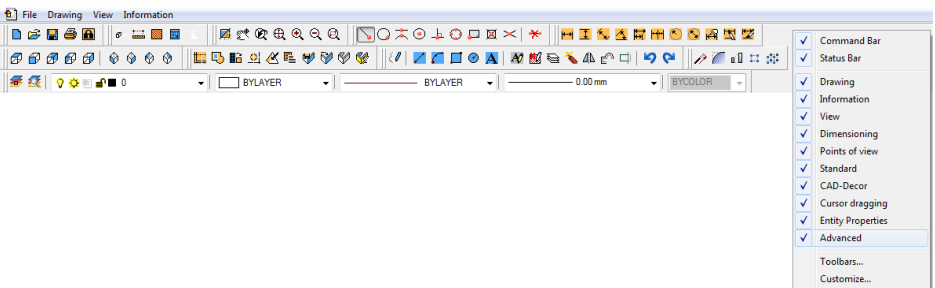 File Drawing View Information
Command Bar
Status Bar
0 BYLAYER BYLAYER 0.00 mm BYCOLOR
Drawing
Information
View
Dimensioning
Points of view
Standard
CAD-Decor
Cursor dragging
Entity Properties
Advanced
Toolbars...
Customize...